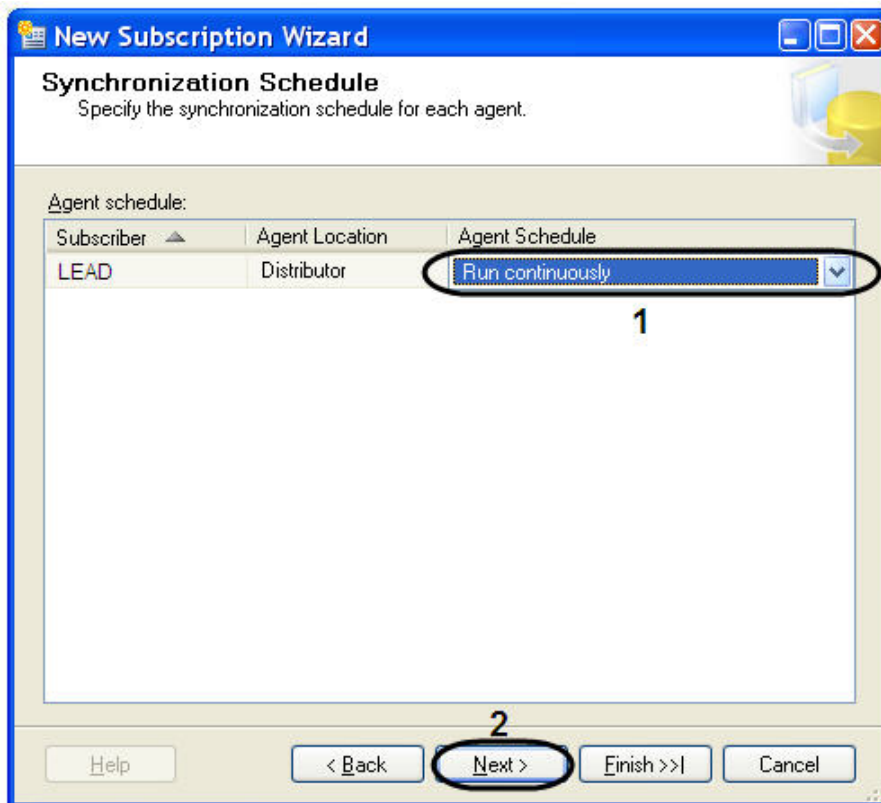 New Subscription Wizard
Synchronization Schedule
Specify the synchronization schedule for each agent.
Agent schedule:
Subscriber Agent Location Agent Schedule
LEAD Distributor Run continuously
1
2
Help < Back Next > Finish >>| Cancel